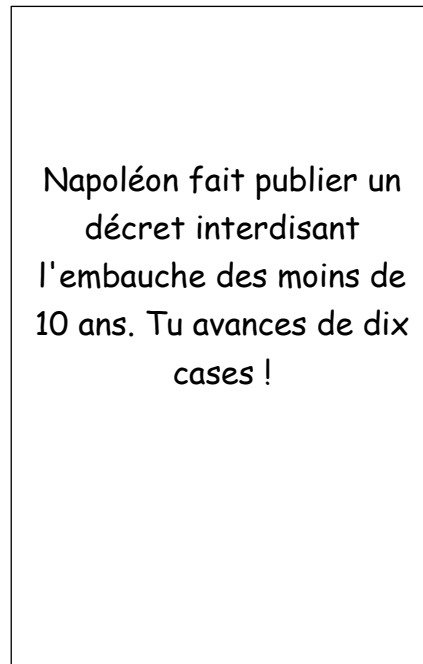 Napoléon fait publier un
décret interdisant
l'embauche des moins de
10 ans. Tu avances de dix
cases !